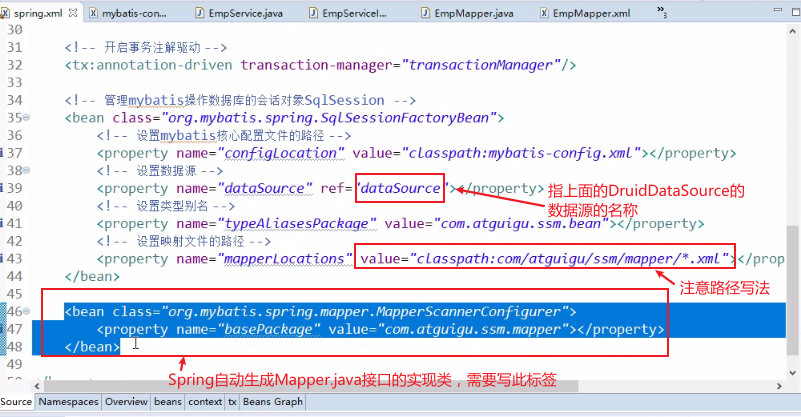 spring.xml mybatis-con... EmpService.java EmpServiceI... EmpMapper.java EmpMapper.xml
30
31 <!-- 开启事务注解驱动 -->
32 <tx:annotation-driven transaction-manager="transactionManager"/>
33
34 <!-- 管理mybatis操作数据库的会话对象SqlSession -->
35 <bean class="org.mybatis.spring.SqlSessionFactoryBean">
36 <!-- 设置mybatis核心配置文件的路径 -->
37 <property name="configLocation" value="classpath:mybatis-config.xml"></property>
38 <!-- 设置数据源 -->
39 <property name="dataSource" ref="dataSource"></property>
指上面的DruidDataSource的
数据源的名称
40 <!-- 设置类型别名 -->
41 <property name="typeAliasesPackage" value="com.atguigu.ssm.bean"></property>
42 <!-- 设置映射文件的路径 -->
43 <property name="mapperLocations" value="classpath:com/atguigu/ssm/mapper/*.xml"></prop
44 </bean>
注意路径写法
45
46 <bean class="org.mybatis.spring.mapper.MapperScannerConfigurer">
47 <property name="basePackage" value="com.atguigu.ssm.mapper"></property>
48 </bean>
49
Spring自动生成Mapper.java接口的实现类，需要写此标签
Source Namespaces Overview beans context tx Beans Graph